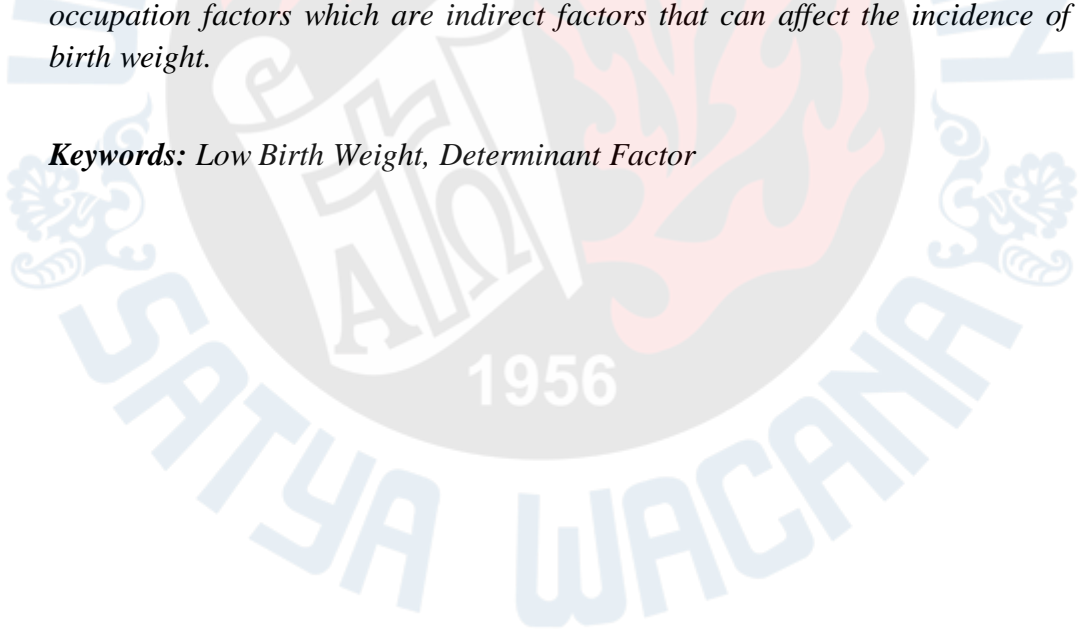 occupation factors which are indirect factors that can affect the incidence of
birth weight.
Keywords: Low Birth Weight, Determinant Factor
ΑΩ
1956
SATYA WACANA